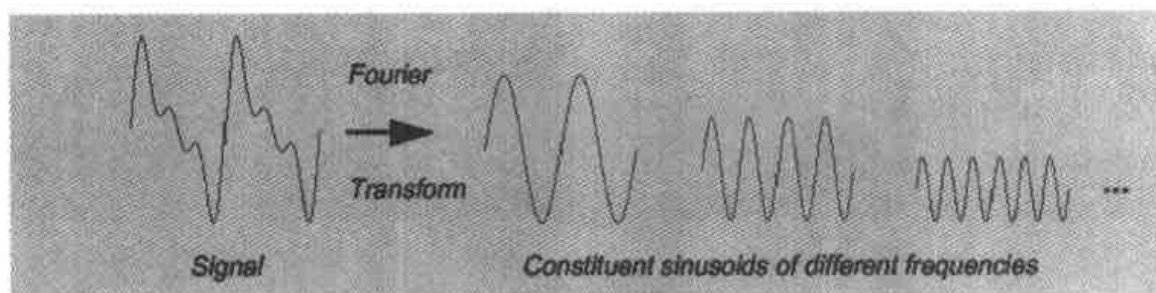 Fourier
Transform
...
Signal
Constituent sinusoids of different frequencies